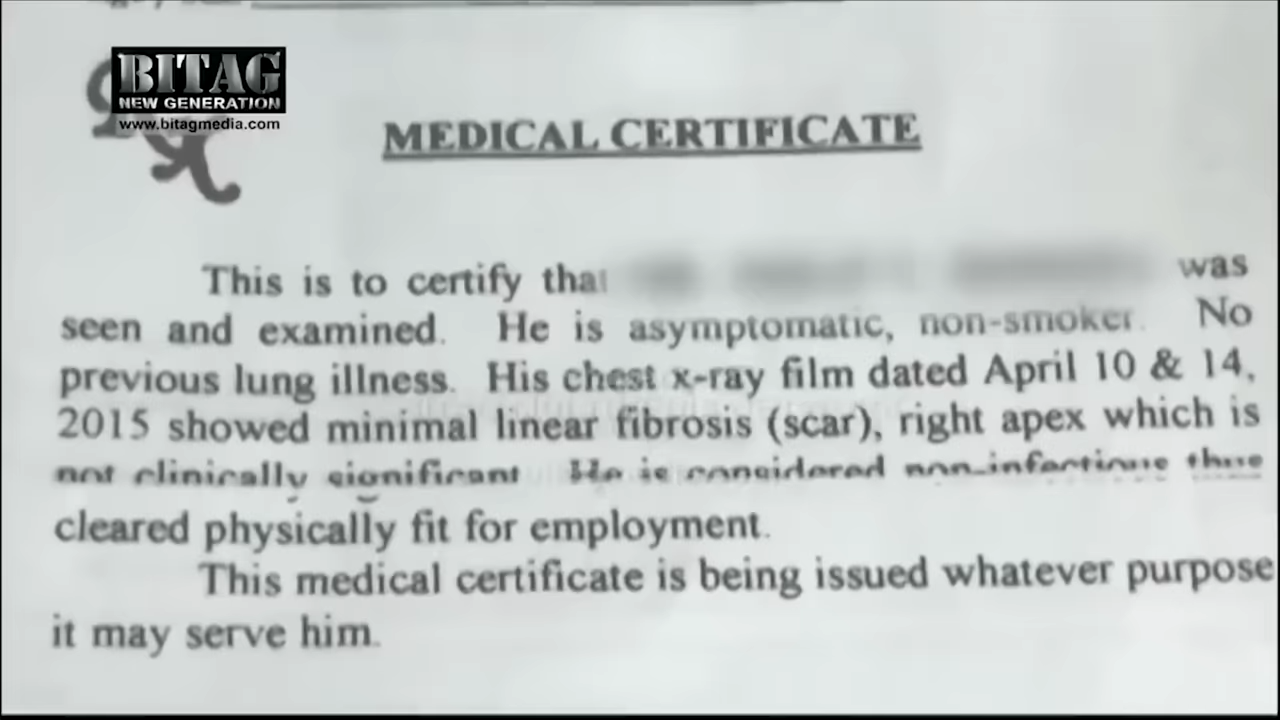 BITAG
NEW GENERATION
www.bitagmedia.com
MEDICAL CERTIFICATE
This is to certify that was
seen and examined. He is asymptomatic, non-smoker. No
previous lung illness. His chest x-ray film dated April 10 & 14,
2015 showed minimal linear fibrosis (scar), right apex which is
not clinically significant He is considered non-infectious thus
cleared physically fit for employment.
This medical certificate is being issued whatever purpose
it may serve him.